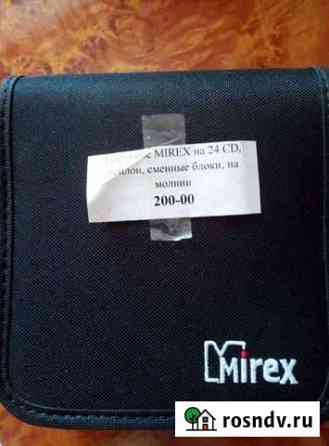 MIREX на 24 CD,
сменные блоки, на
молнии
200-00
Mirex
rosndv.ru